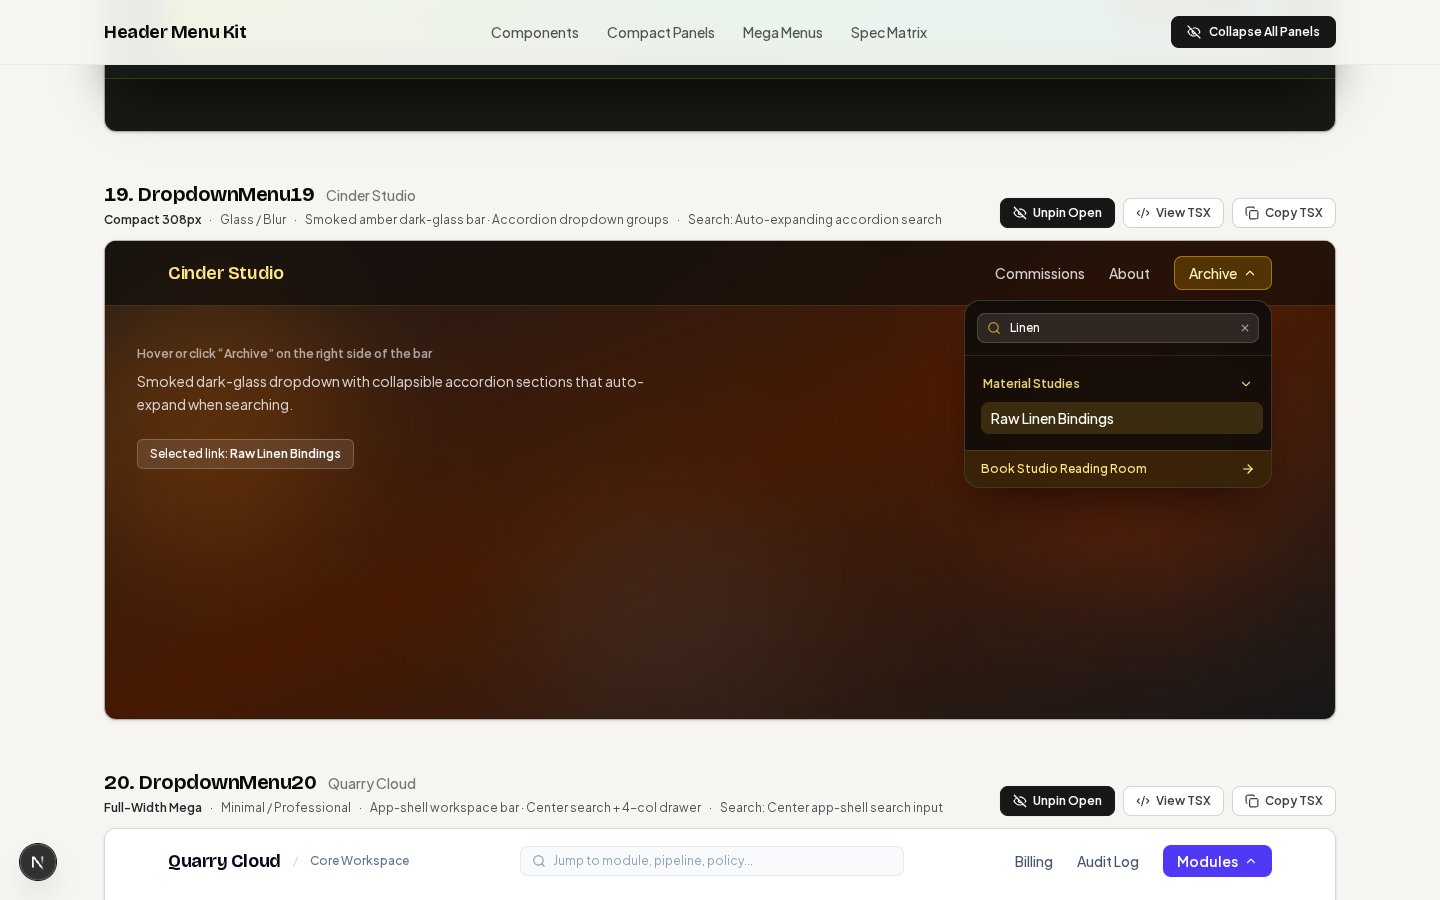 Header Menu Kit
Components
Compact Panels
Mega Menus
Spec Matrix
Collapse All Panels
19. DropdownMenu19 Cinder Studio
Compact 308px · Glass / Blur · Smoked amber dark-glass bar · Accordion dropdown groups · Search: Auto-expanding accordion search
Unpin Open
View TSX
Copy TSX
Cinder Studio
Commissions
About
Archive
Linen
Material Studies
Raw Linen Bindings
Book Studio Reading Room
Hover or click “Archive” on the right side of the bar
Smoked dark-glass dropdown with collapsible accordion sections that auto-
expand when searching.
Selected link: Raw Linen Bindings
20. DropdownMenu20 Quarry Cloud
Full-Width Mega · Minimal / Professional · App-shell workspace bar · Center search + 4-col drawer · Search: Center app-shell search input
Unpin Open
View TSX
Copy TSX
Quarry Cloud / Core Workspace
Jump to module, pipeline, policy...
Billing
Audit Log
Modules
N